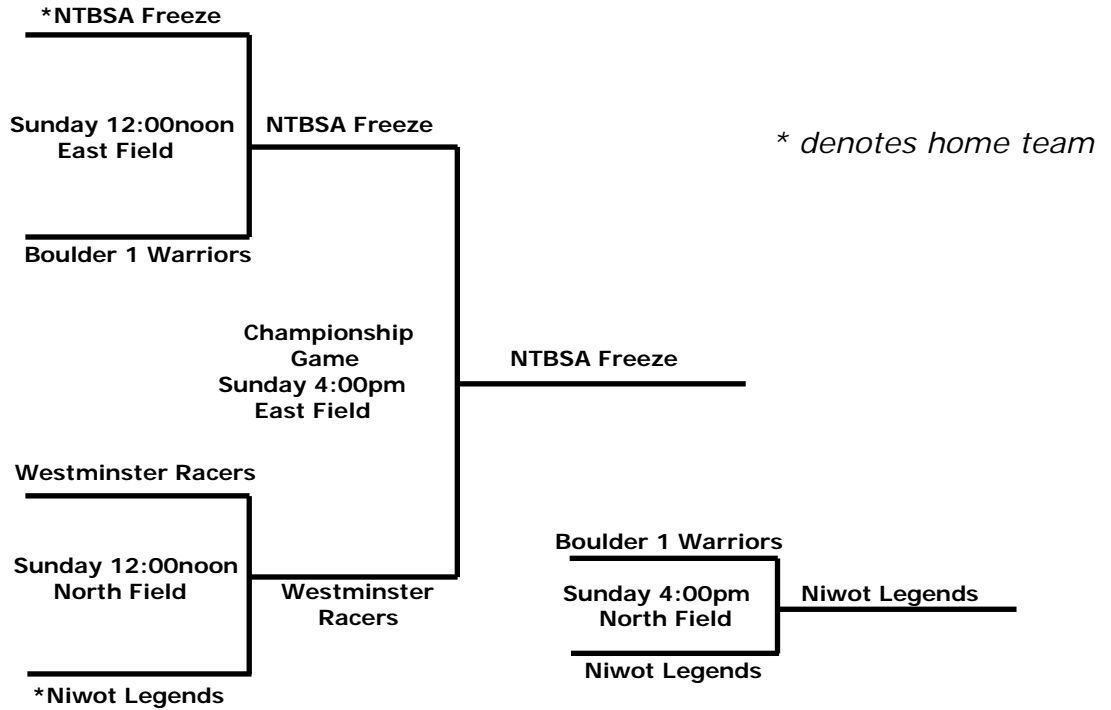 *NTBSA Freeze
Sunday 12:00noon
East Field
NTBSA Freeze
* denotes home team
Boulder 1 Warriors
Championship
Game
Sunday 4:00pm
East Field
NTBSA Freeze
Westminster Racers
Sunday 12:00noon
North Field
Westminster
Racers
*Niwot Legends
Boulder 1 Warriors
Sunday 4:00pm
North Field
Niwot Legends
Niwot Legends